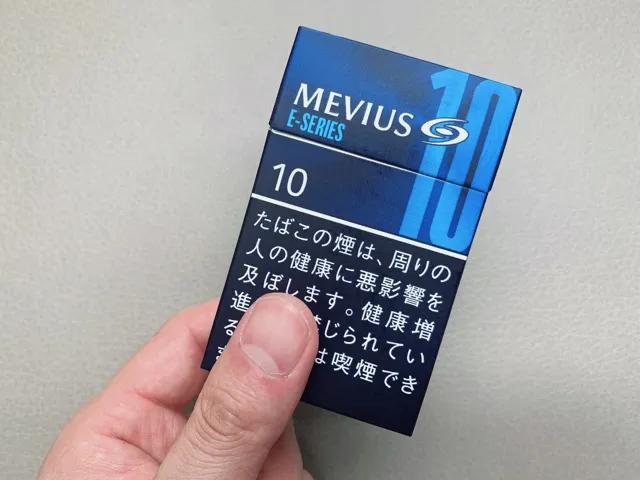 MEVIUS
E-SERIES
10
10
たばこの煙は、周りの
人の健康に悪影響を
及ぼします。健康増
進 じられてい
る は喫煙でき